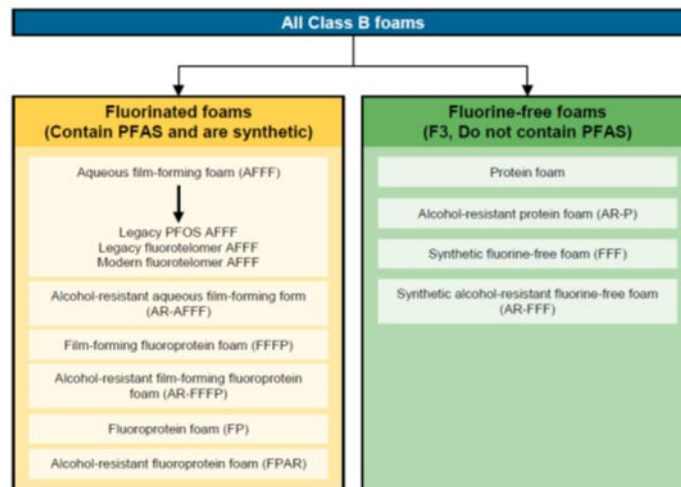 All Class B foams
Fluorinated foams
(Contain PFAS and are synthetic)
Aqueous film-forming foam (AFFF)
Legacy PFOS AFFF
Legacy fluorotelomer AFFF
Modern fluorotelomer AFFF
Alcohol-resistant aqueous film-forming form
(AR-AFFF)
Film-forming fluoroprotein foam (FFFP)
Alcohol-resistant film-forming fluoroprotein
foam (AR-FFFP)
Fluoroprotein foam (FP)
Alcohol-resistant fluoroprotein foam (FPAR)
Fluorine-free foams
(F3, Do not contain PFAS)
Protein foam
Alcohol-resistant protein foam (AR-P)
Synthetic fluorine-free foam (FFF)
Synthetic alcohol-resistant fluorine-free foam
(AR-FFF)